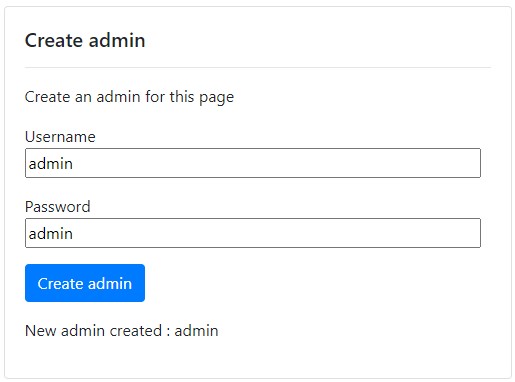 Create admin
Create an admin for this page
Username
admin
Password
admin
Create admin
New admin created : admin